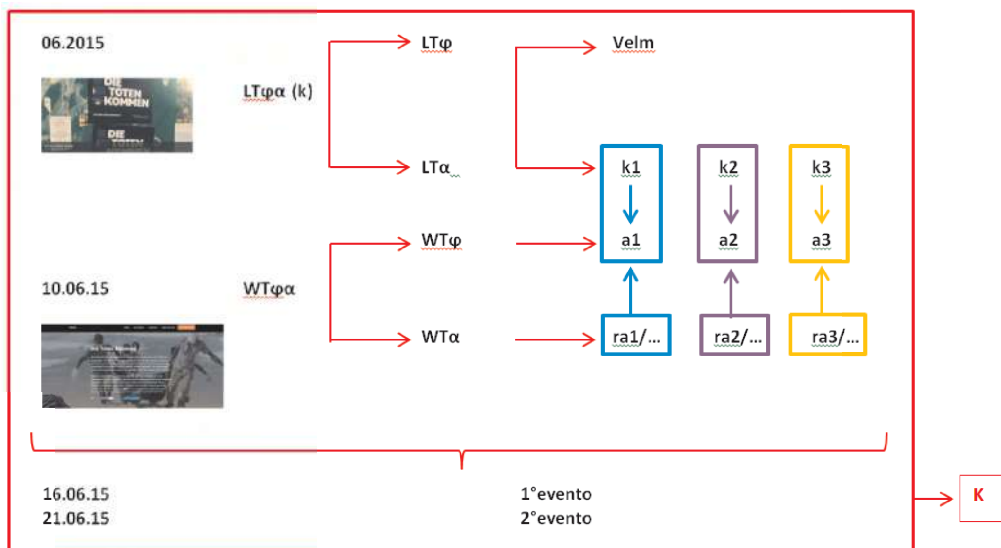 06.2015
LTφ
Velm
DIE
TOTEN
KOMMEN
DIE
LTφα (k)
LTα
k1
k2
k3
WTφ
a1
a2
a3
10.06.15
WTφα
WTα
ra1/...
ra2/...
ra3/...
16.06.15
1°evento
21.06.15
2°evento
K